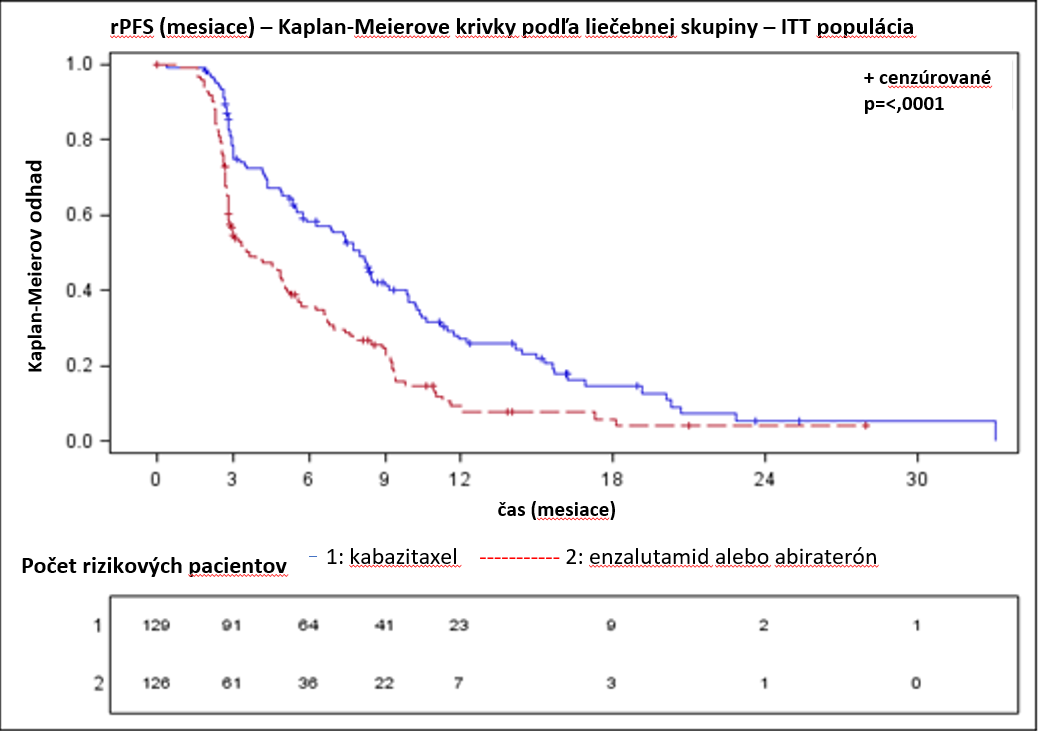 rPFS (mesiace) – Kaplan-Meierove krivky podľa liečebnej skupiny – ITT populácia
+ cenzúrované
p=<,0001
Kaplan-Meierov odhad
1.0
0.8
0.6
0.4
0.2
0.0
0 3 6 9 12 18 24 30
čas (mesiace)
Počet rizikových pacientov 1: kabazitaxel 2: enzalutamid alebo abiraterón
1 129 91 64 41 23 9 2 1
2 126 61 36 22 7 3 1 0